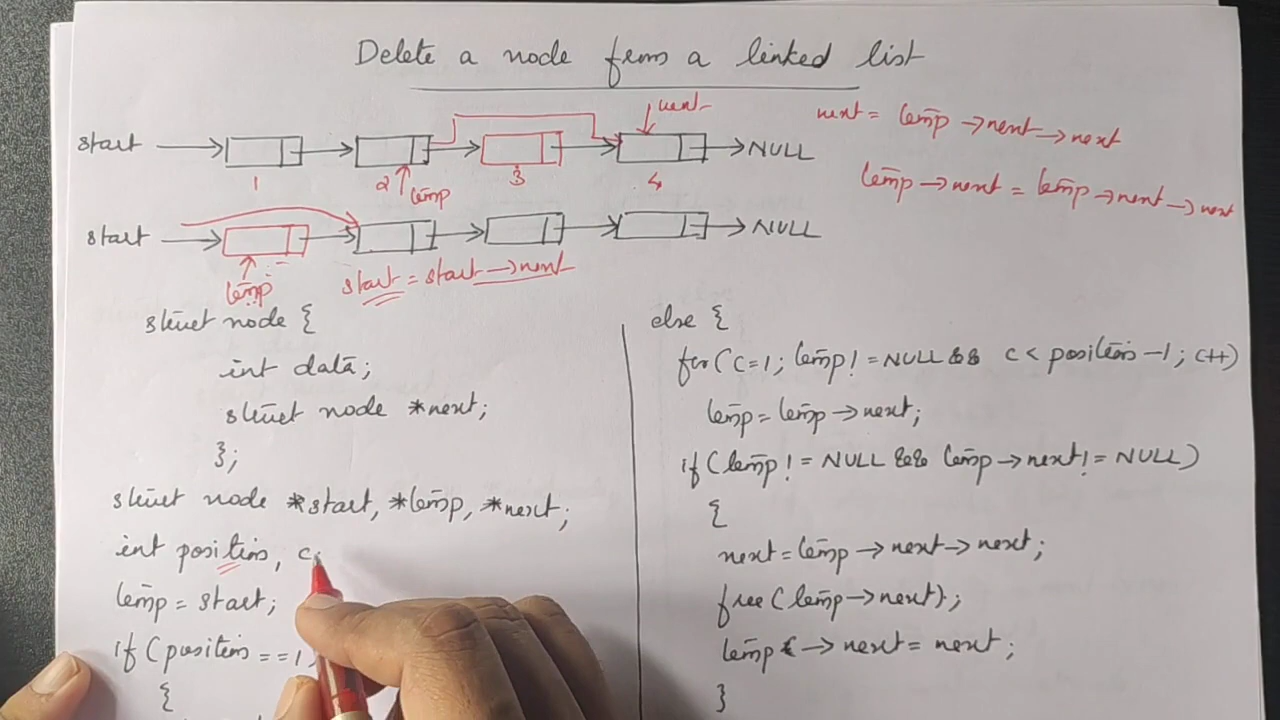 Delete a node from a linked list
start NULL
1 2 3 4
temp
next
next = temp → next → next
temp → next = temp → next → next
start NULL
temp
start = start → next
struct node {
int data;
struct node *next;
};
struct node *start, *temp, *next;
int position, c;
temp = start;
if (position == 1)
{
else {
for(c=1; temp! = NULL && c < position -1; c++)
temp = temp → next;
if (temp! = NULL && temp → next! = NULL)
{
next = temp → next → next;
free (temp → next);
temp → next = next;
}